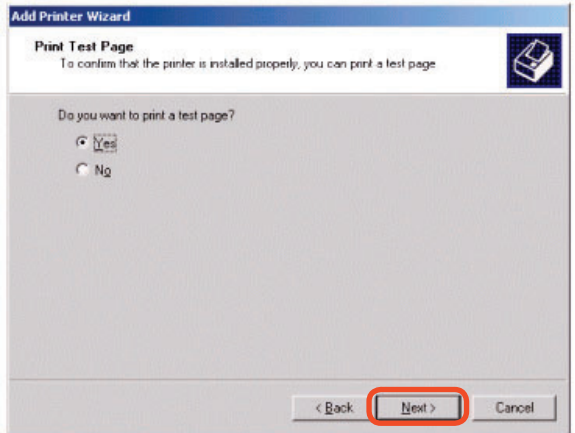 Add Printer Wizard
Print Test Page
To confirm that the printer is installed properly, you can print a test page
Do you want to print a test page?
Yes
No
< Back Next > Cancel